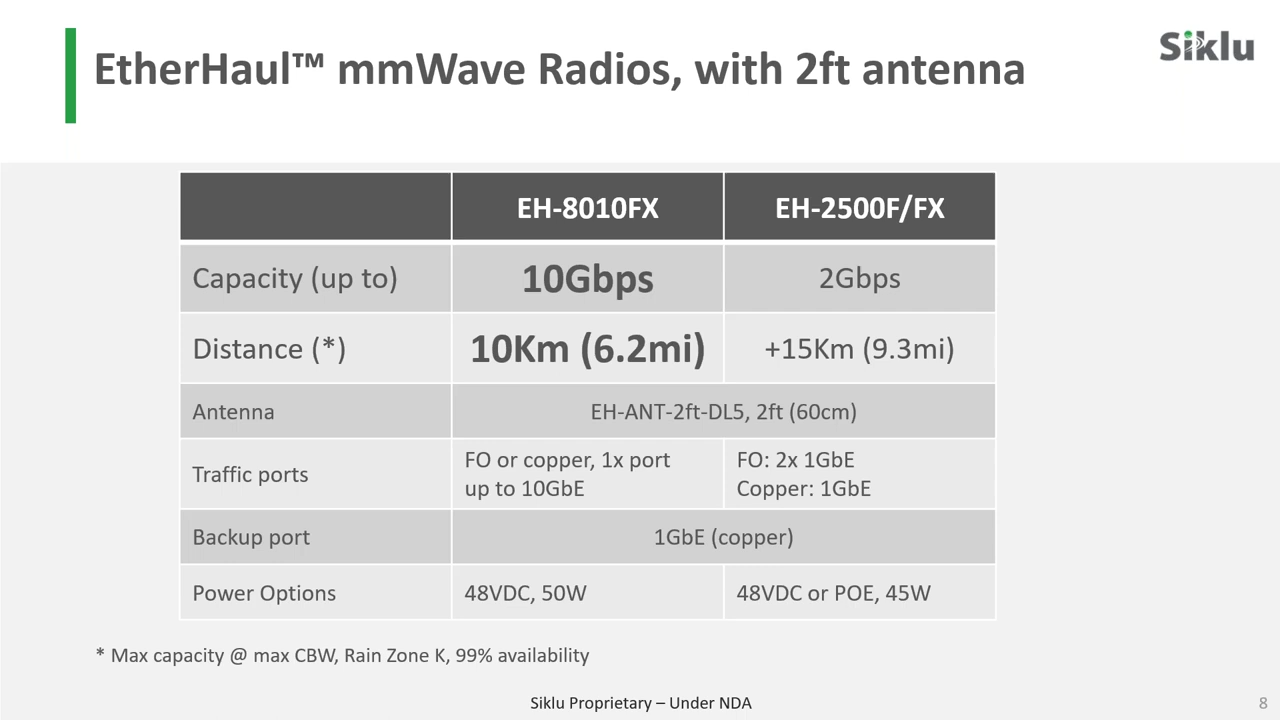 EtherHaul™ mmWave Radios, with 2ft antenna
Siklu
EH-8010FX EH-2500F/FX
Capacity (up to) 10Gbps 2Gbps
Distance (*) 10Km (6.2mi) +15Km (9.3mi)
Antenna EH-ANT-2ft-DL5, 2ft (60cm)
Traffic ports
FO or copper, 1x port
up to 10GbE
FO: 2x 1GbE
Copper: 1GbE
Backup port 1GbE (copper)
Power Options 48VDC, 50W 48VDC or POE, 45W
* Max capacity @ max CBW, Rain Zone K, 99% availability
Siklu Proprietary – Under NDA
8